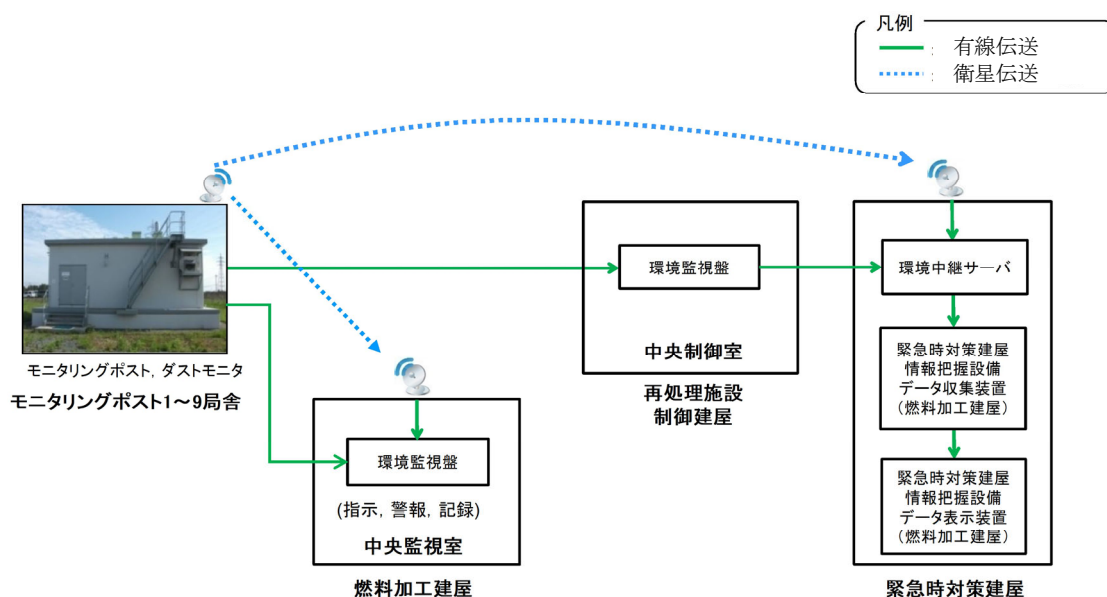 凡例
： 有線伝送
： 衛星伝送
モニタリングポスト, ダストモニタ
モニタリングポスト1～9局舎
環境監視盤
(指示, 警報, 記録)
中央監視室
燃料加工建屋
環境監視盤
中央制御室
再処理施設
制御建屋
環境中継サーバ
緊急時対策建屋
情報把握設備
データ収集装置
(燃料加工建屋)
緊急時対策建屋
情報把握設備
データ表示装置
(燃料加工建屋)
緊急時対策建屋